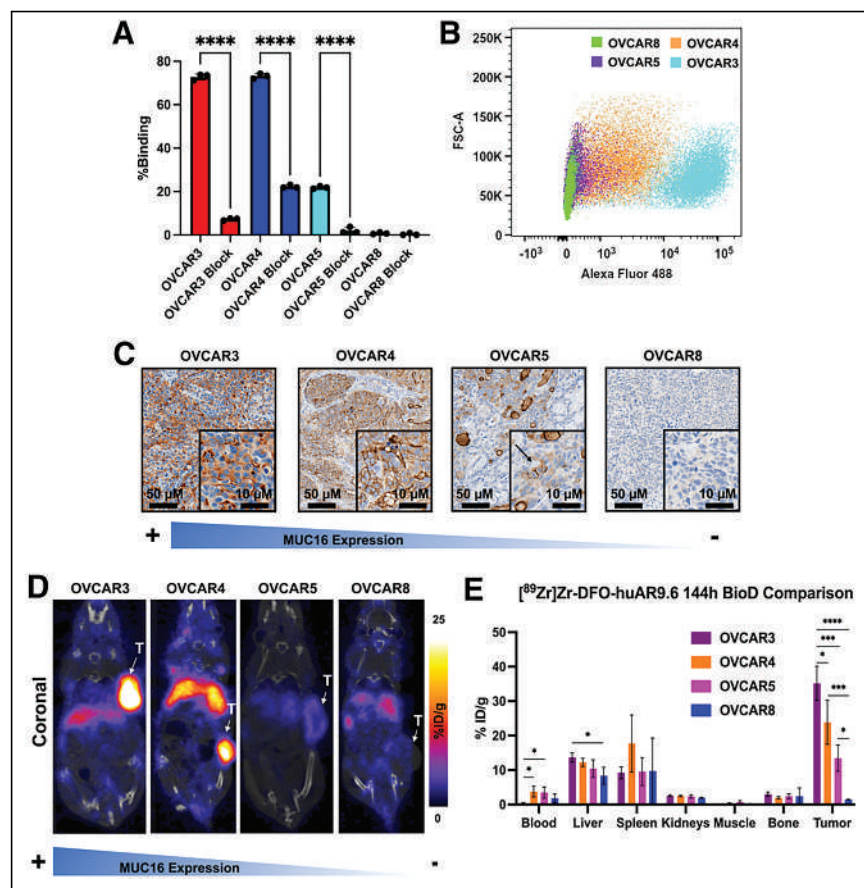 A
****
****
****
80
60
40
20
0
%Binding
OVCAR3
OVCAR3 Block
OVCAR4
OVCAR4 Block
OVCAR5
OVCAR5 Block
OVCAR8
OVCAR8 Block
B
OVCAR8 OVCAR4
OVCAR5 OVCAR3
250K
200K
150K
100K
50K
0
FSC-A
-10³ 0 10³ 10⁴ 10⁵
Alexa Fluor 488
C
OVCAR3 OVCAR4 OVCAR5 OVCAR8
50 µM 10 µM 50 µM 10 µM 50 µM 10 µM 50 µM 10 µM
+ MUC16 Expression -
D
OVCAR3 OVCAR4 OVCAR5 OVCAR8
Coronal
T
T
T
T
25
%ID/g
0
+ MUC16 Expression -
E
[⁸⁹Zr]Zr-DFO-huAR9.6 144h BioD Comparison
OVCAR3
OVCAR4
OVCAR5
OVCAR8
50
40
30
20
10
0
% ID/g
*
*
*
****
***
*
***
*
Blood Liver Spleen Kidneys Muscle Bone Tumor